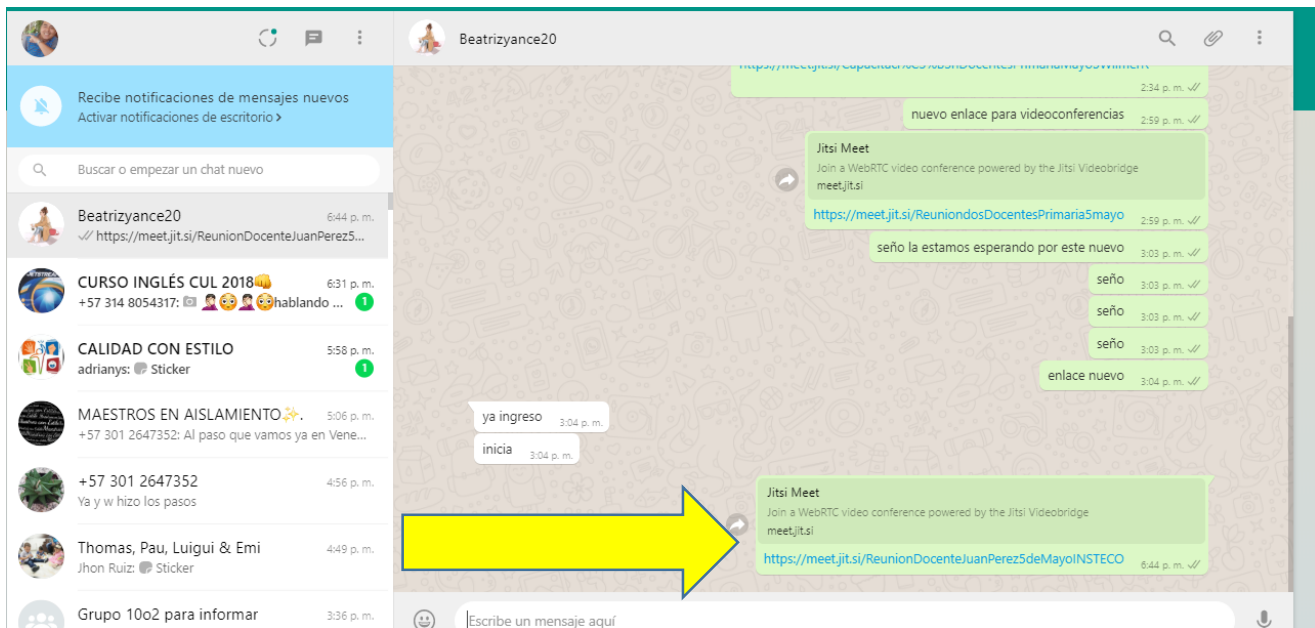 Recibe notificaciones de mensajes nuevos
Activar notificaciones de escritorio >
Buscar o empezar un chat nuevo
Beatrizyance20 6:44 p. m.
https://meet.jit.si/ReunionDocenteJuanPerez5...
CURSO INGLÉS CUL 2018👊 6:31 p. m.
+57 314 8054317: 📷 🤦🏻‍♀️😳🤦🏻‍♀️😳hablando ... 1
CALIDAD CON ESTILO 5:58 p. m.
adrianys: Sticker 1
MAESTROS EN AISLAMIENTO✨. 5:06 p. m.
+57 301 2647352: Al paso que vamos ya en Vene...
+57 301 2647352 4:56 p. m.
Ya y w hizo los pasos
Thomas, Pau, Luigui & Emi 4:49 p. m.
Jhon Ruiz: Sticker
Grupo 10o2 para informar 3:36 p. m.
Beatrizyance20
2:34 p. m.
nuevo enlace para videoconferencias 2:59 p. m.
Jitsi Meet
Join a WebRTC video conference powered by the Jitsi Videobridge
meet.jit.si
https://meet.jit.si/ReuniondosDocentesPrimaria5mayo 2:59 p. m.
seño la estamos esperando por este nuevo 3:03 p. m.
seño 3:03 p. m.
seño 3:03 p. m.
seño 3:03 p. m.
enlace nuevo 3:04 p. m.
ya ingreso 3:04 p. m.
inicia 3:04 p. m.
Jitsi Meet
Join a WebRTC video conference powered by the Jitsi Videobridge
meet.jit.si
https://meet.jit.si/ReunionDocenteJuanPerez5deMayoINSTECO 6:44 p. m.
Escribe un mensaje aquí